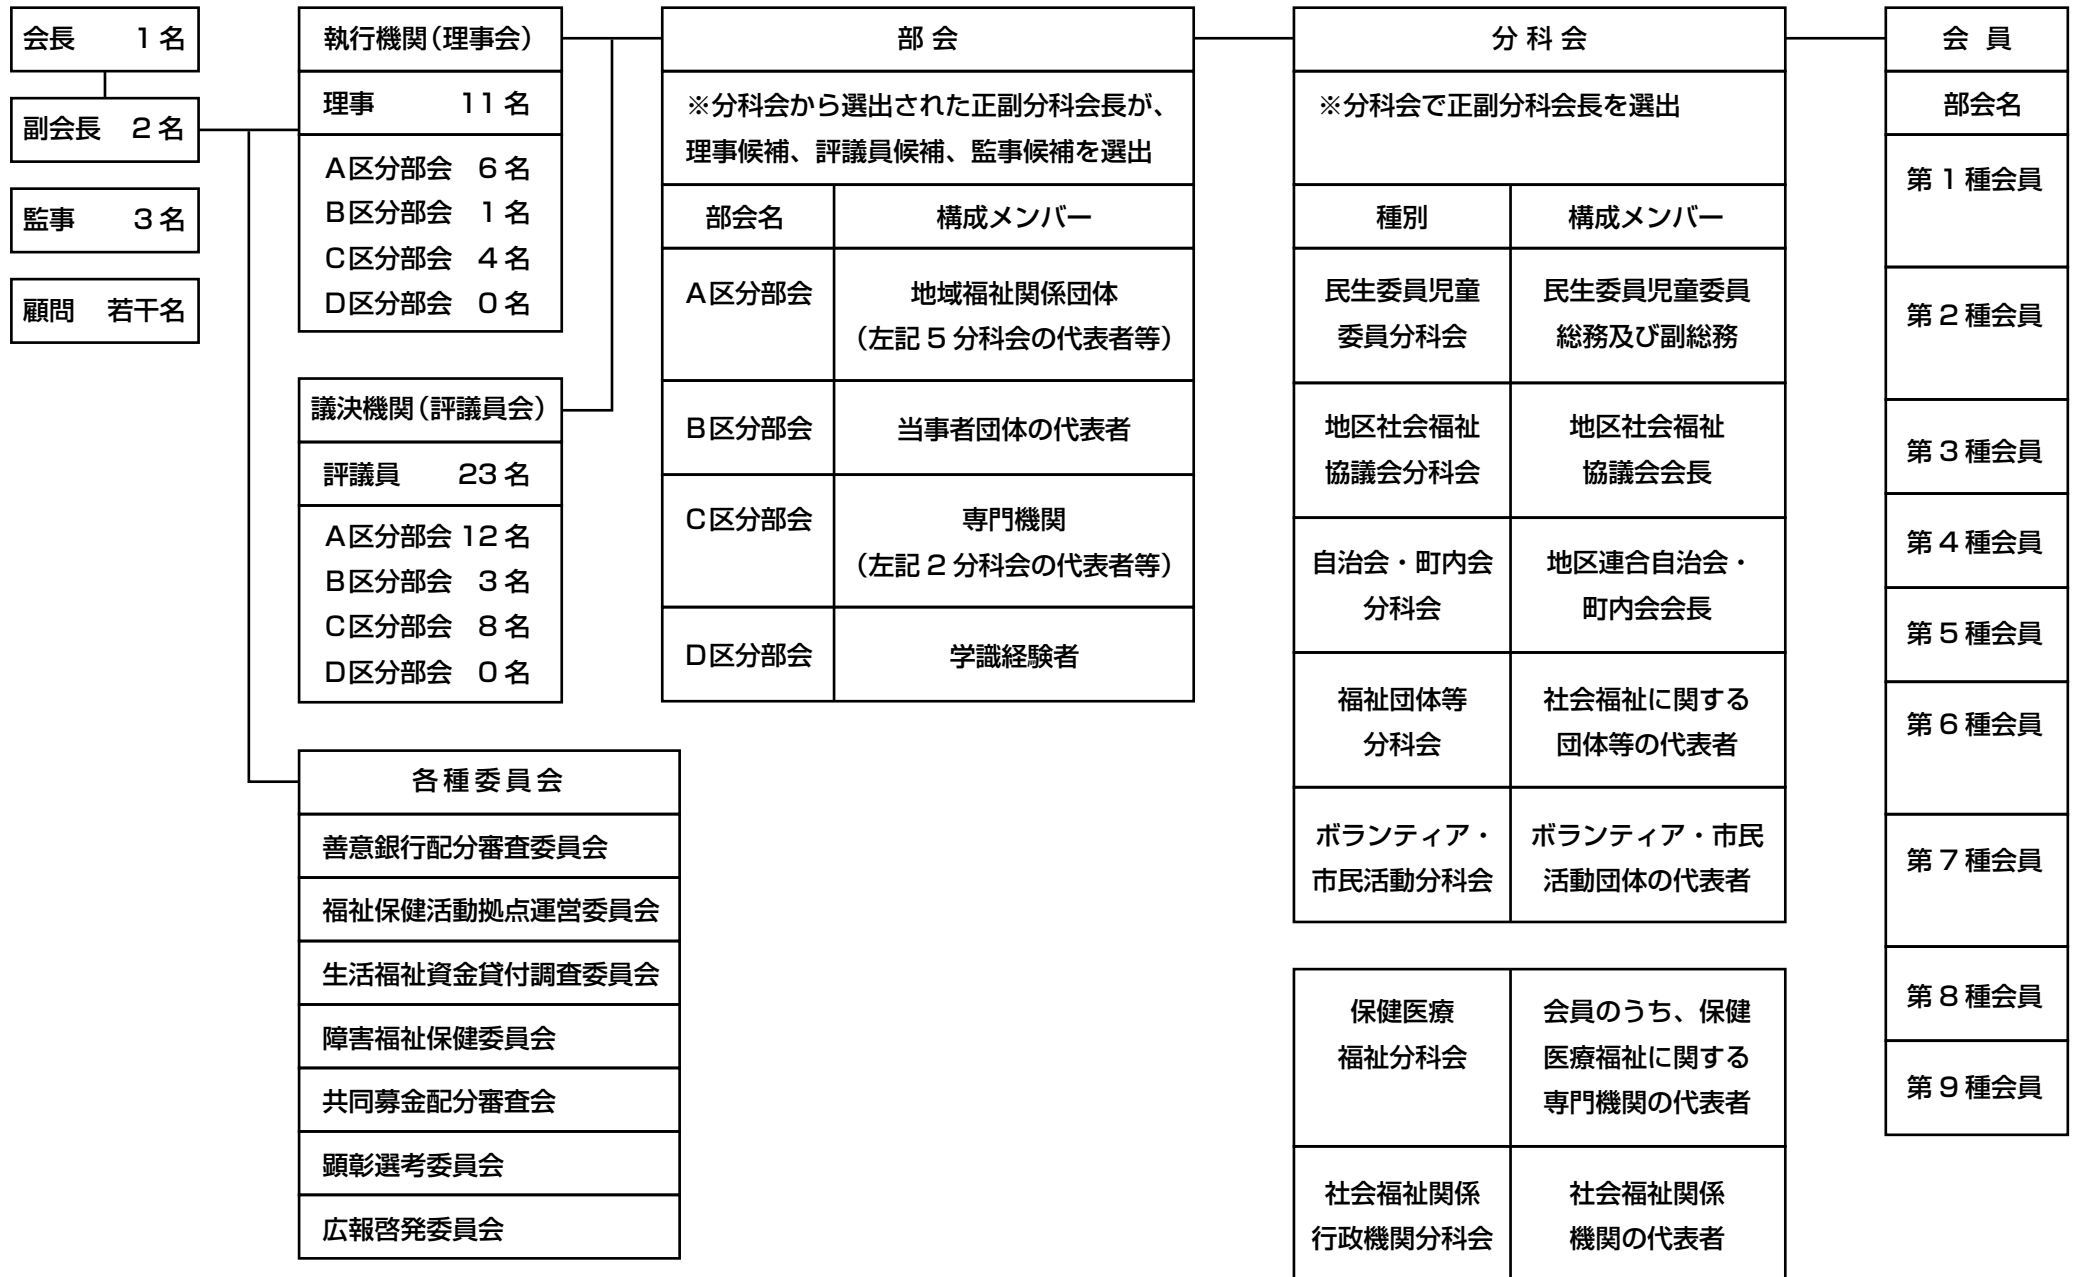 会長 1名
副会長 2名
監事 3名
顧問 若干名
執行機関(理事会)
理事 11名
A区分部会 6名
B区分部会 1名
C区分部会 4名
D区分部会 0名
議決機関(評議員会)
評議員 23名
A区分部会 12名
B区分部会 3名
C区分部会 8名
D区分部会 0名
各種委員会
善意銀行配分審査委員会
福祉保健活動拠点運営委員会
生活福祉資金貸付調査委員会
障害福祉保健委員会
共同募金配分審査会
顕彰選考委員会
広報啓発委員会
部会
※分科会から選出された正副分科会長が、
理事候補、評議員候補、監事候補を選出
部会名 構成メンバー
A区分部会 地域福祉関係団体
(左記5分科会の代表者等)
B区分部会 当事者団体の代表者
C区分部会 専門機関
(左記2分科会の代表者等)
D区分部会 学識経験者
分科会
※分科会で正副分科会長を選出
種別 構成メンバー
民生委員児童 民生委員児童委員
委員分科会 総務及び副総務
地区社会福祉 地区社会福祉
協議会分科会 協議会会長
自治会・町内会 地区連合自治会・
分科会 町内会会長
福祉団体等 社会福祉に関する
分科会 団体等の代表者
ボランティア・ ボランティア・市民
市民活動分科会 活動団体の代表者
保健医療 会員のうち、保健
福祉分科会 医療福祉に関する
専門機関の代表者
社会福祉関係 社会福祉関係
行政機関分科会 機関の代表者
会員
部会名
第1種会員
第2種会員
第3種会員
第4種会員
第5種会員
第6種会員
第7種会員
第8種会員
第9種会員